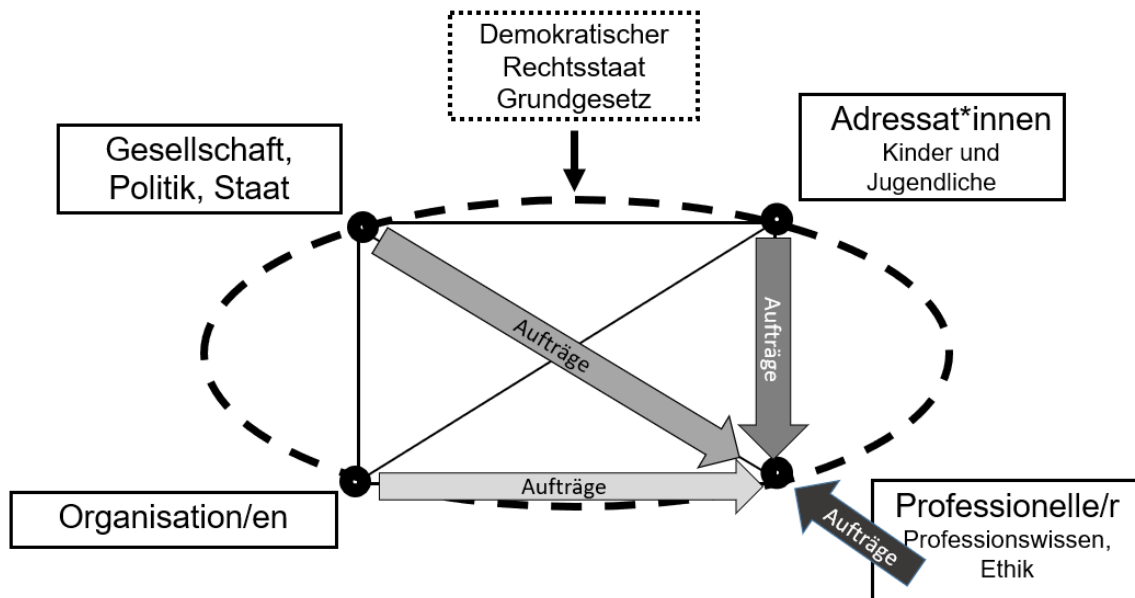 Demokratischer
Rechtsstaat
Grundgesetz
Gesellschaft,
Politik, Staat
Adressat*innen
Kinder und
Jugendliche
Aufträge
Aufträge
Organisation/en
Aufträge
Professionelle/r
Professionswissen,
Ethik
Aufträge